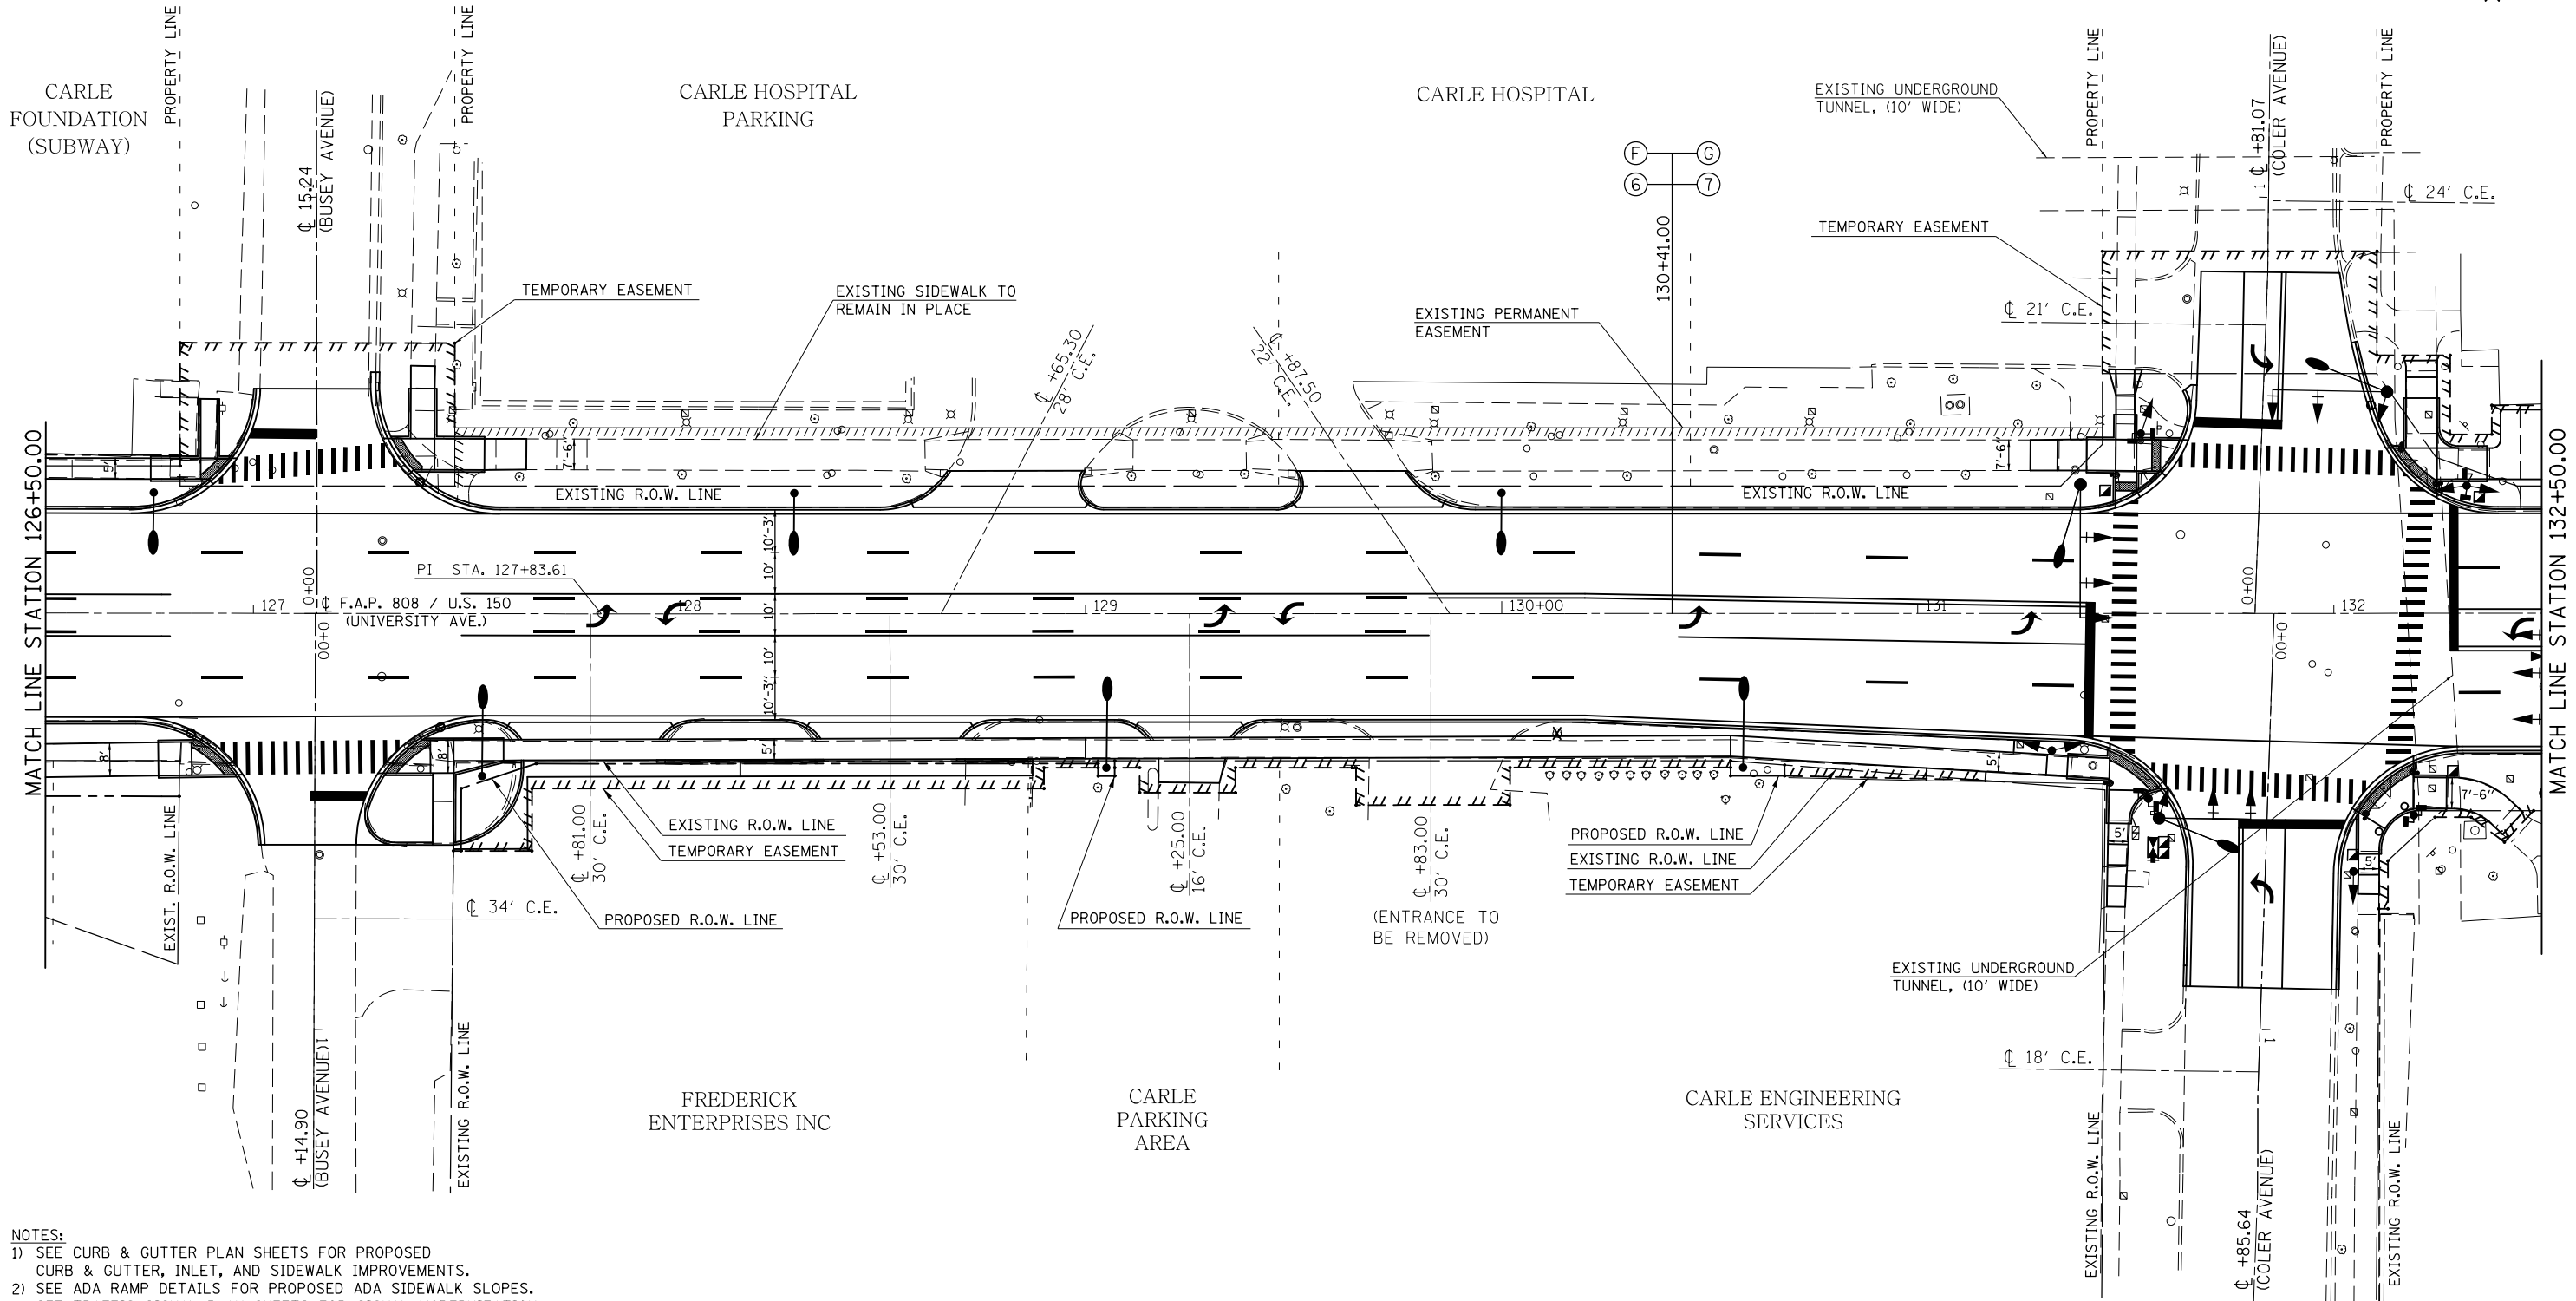 CARLE
FOUNDATION
(SUBWAY)
PROPERTY LINE
℄ 15.24
(BUSEY AVENUE)
PROPERTY LINE
CARLE HOSPITAL
PARKING
CARLE HOSPITAL
EXISTING UNDERGROUND
TUNNEL, (10' WIDE)
PROPERTY LINE
℄ +81.07
(COLER AVENUE)
PROPERTY LINE
1
℄ 24' C.E.
F G
6 7
130+41.00
TEMPORARY EASEMENT
TEMPORARY EASEMENT
EXISTING SIDEWALK TO
REMAIN IN PLACE
℄ +65.30
28' C.E.
℄ +87.50
22' C.E.
EXISTING PERMANENT
EASEMENT
℄ 21' C.E.
MATCH LINE STATION 126+50.00
5'
7'-6"
7'-6"
EXISTING R.O.W. LINE
EXISTING R.O.W. LINE
MATCH LINE STATION 132+50.00
10'-3"
10'
10'
10'
10'-3"
PI STA. 127+83.61
127
0+00
℄ F.A.P. 808 / U.S. 150
(UNIVERSITY AVE.)
128
129
130+00
131
0+00
132
0+00
0+00
8'
8'
5'
5'
7'-6"
5'
5'
EXIST. R.O.W. LINE
EXISTING R.O.W. LINE
TEMPORARY EASEMENT
℄ +81.00
30' C.E.
℄ +53.00
30' C.E.
℄ +25.00
16' C.E.
℄ +83.00
30' C.E.
PROPOSED R.O.W. LINE
EXISTING R.O.W. LINE
TEMPORARY EASEMENT
℄ 34' C.E.
PROPOSED R.O.W. LINE
PROPOSED R.O.W. LINE
(ENTRANCE TO
BE REMOVED)
EXISTING UNDERGROUND
TUNNEL, (10' WIDE)
℄ 18' C.E.
1
1
℄ +14.90
(BUSEY AVENUE)
EXISTING R.O.W. LINE
FREDERICK
ENTERPRISES INC
CARLE
PARKING
AREA
CARLE ENGINEERING
SERVICES
EXISTING R.O.W. LINE
℄ +85.64
(COLER AVENUE)
EXISTING R.O.W. LINE
NOTES:
1) SEE CURB & GUTTER PLAN SHEETS FOR PROPOSED
CURB & GUTTER, INLET, AND SIDEWALK IMPROVEMENTS.
2) SEE ADA RAMP DETAILS FOR PROPOSED ADA SIDEWALK SLOPES.